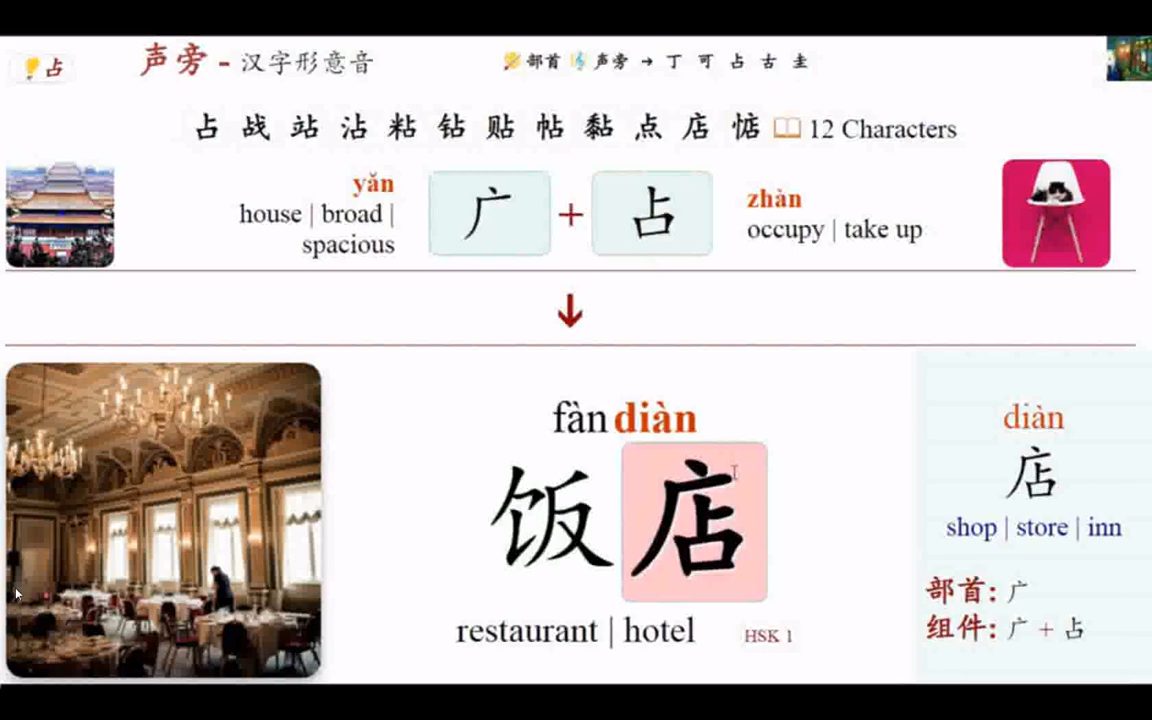 占 声旁 - 汉字形意音 部首 声旁 → 丁 可 占 古 圭
占 战 站 沾 粘 钻 贴 帖 黏 点 店 惦 12 Characters
yǎn
house | broad |
spacious
广 + 占
zhàn
occupy | take up
↓
fàn diàn
饭店
restaurant | hotel HSK 1
diàn
店
shop | store | inn
部首: 广
组件: 广 + 占